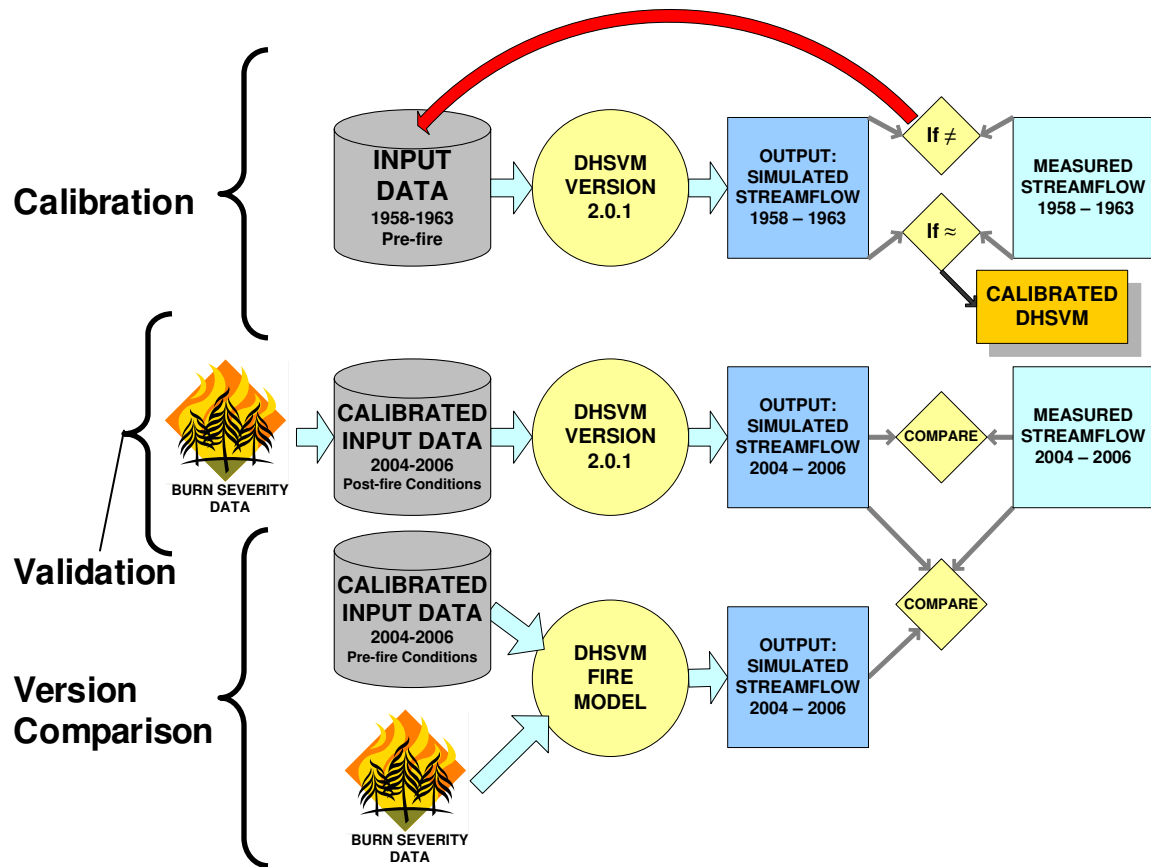 Calibration
INPUT
DATA
1958-1963
Pre-fire
DHSVM
VERSION
2.0.1
OUTPUT:
SIMULATED
STREAMFLOW
1958 – 1963
If ≠
If ≈
MEASURED
STREAMFLOW
1958 – 1963
CALIBRATED
DHSVM
Validation
BURN SEVERITY
DATA
CALIBRATED
INPUT DATA
2004-2006
Post-fire Conditions
DHSVM
VERSION
2.0.1
OUTPUT:
SIMULATED
STREAMFLOW
2004 – 2006
COMPARE
MEASURED
STREAMFLOW
2004 – 2006
Version
Comparison
CALIBRATED
INPUT DATA
2004-2006
Pre-fire Conditions
BURN SEVERITY
DATA
DHSVM
FIRE
MODEL
OUTPUT:
SIMULATED
STREAMFLOW
2004 – 2006
COMPARE